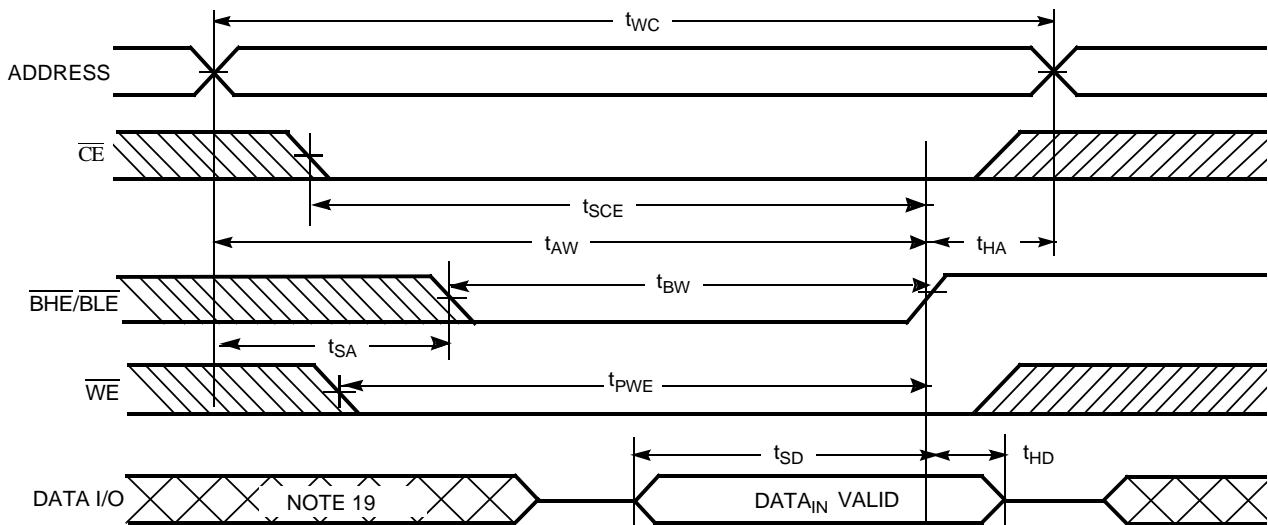 tWC
ADDRESS
CE
tSCE
tAW
tHA
BHE/BLE
tBW
tSA
WE
tPWE
tSD
tHD
DATA I/O
NOTE 19
DATAIN VALID